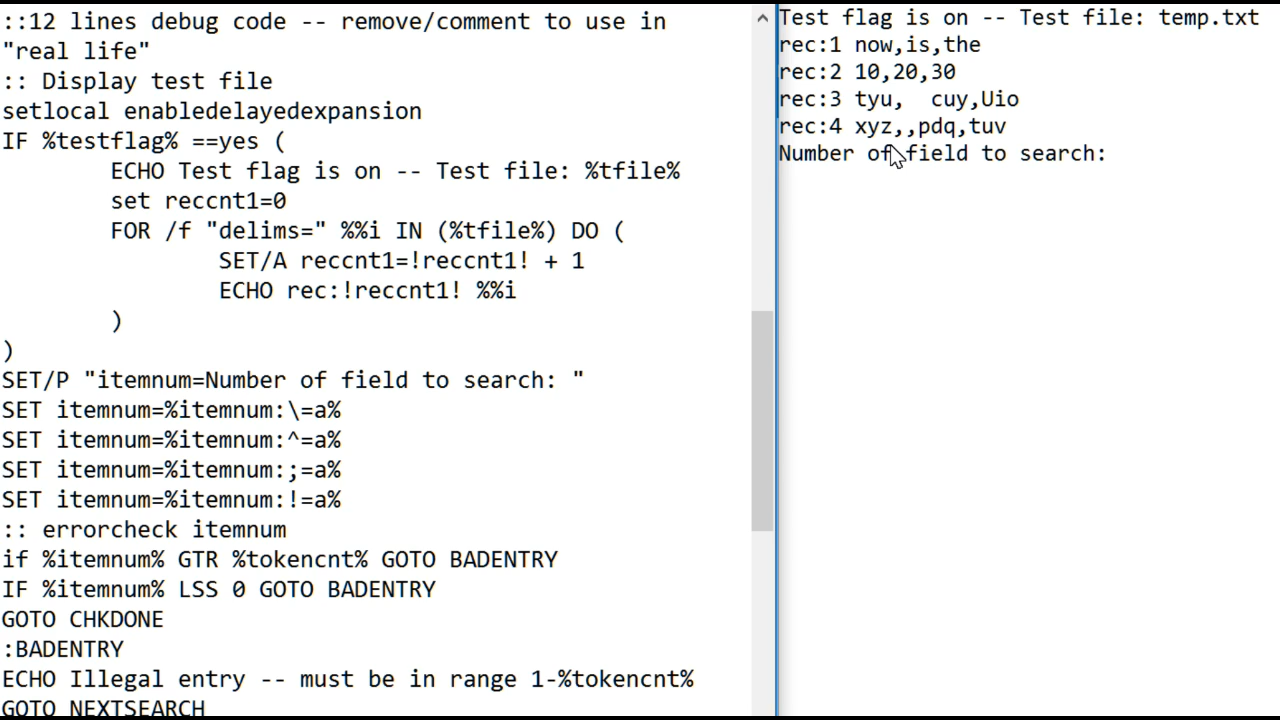 ::12 lines debug code -- remove/comment to use in
"real life"
:: Display test file
setlocal enabledelayedexpansion
IF %testflag% ==yes (
ECHO Test flag is on -- Test file: %tfile%
set reccnt1=0
FOR /f "delims=" %%i IN (%tfile%) DO (
SET/A reccnt1=!reccnt1! + 1
ECHO rec:!reccnt1! %%i
)
)
SET/P "itemnum=Number of field to search: "
SET itemnum=%itemnum:\=a%
SET itemnum=%itemnum:^=a%
SET itemnum=%itemnum:;=a%
SET itemnum=%itemnum:!=a%
:: errorcheck itemnum
if %itemnum% GTR %tokencnt% GOTO BADENTRY
IF %itemnum% LSS 0 GOTO BADENTRY
GOTO CHKDONE
:BADENTRY
ECHO Illegal entry -- must be in range 1-%tokencnt%
GOTO NEXTSEARCH
Test flag is on -- Test file: temp.txt
rec:1 now,is,the
rec:2 10,20,30
rec:3 tyu,  cuy,Uio
rec:4 xyz,,pdq,tuv
Number of field to search: